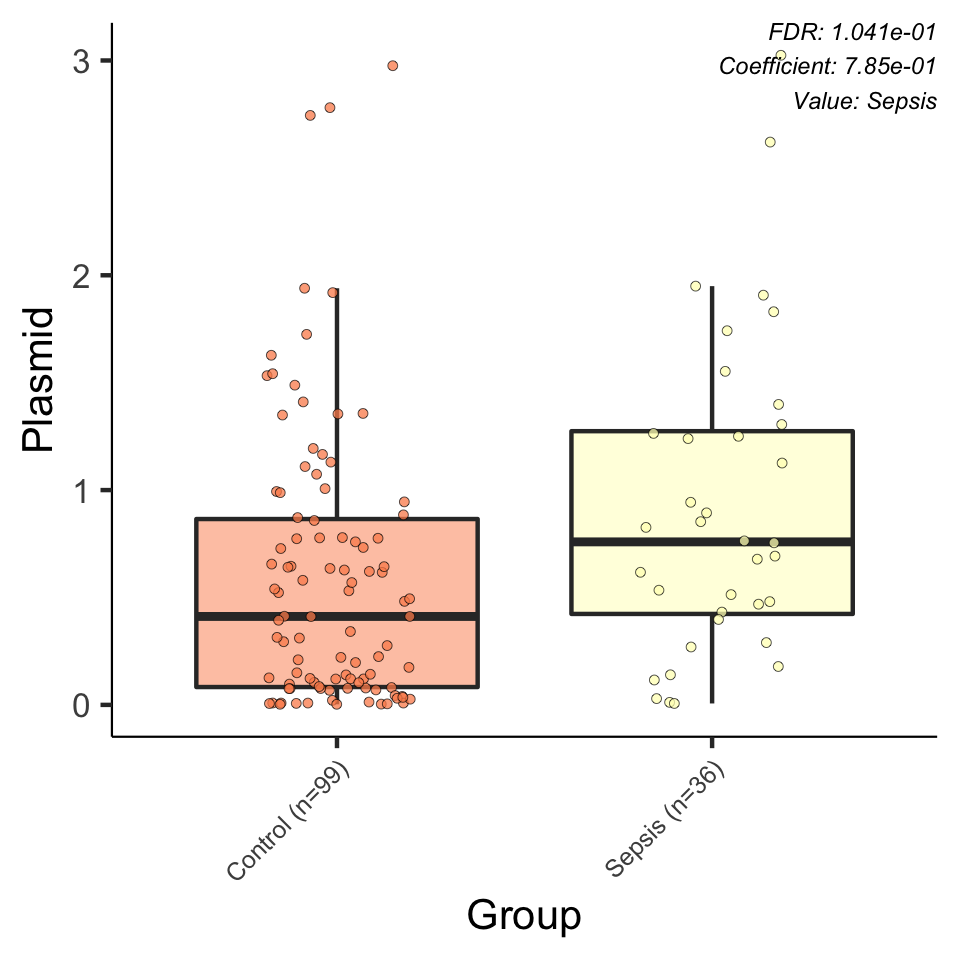 FDR: 1.041e-01
Coefficient: 7.85e-01
Value: Sepsis
3
2
1
0
Plasmid
Control (n=99)
Sepsis (n=36)
Group